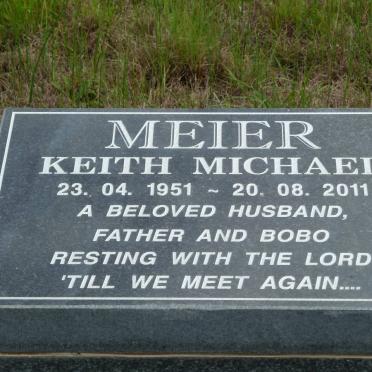 MEIER
KEITH MICHAEL
23. 04. 1951 ~ 20. 08. 2011
A BELOVED HUSBAND,
FATHER AND BOBO
RESTING WITH THE LORD
'TILL WE MEET AGAIN....